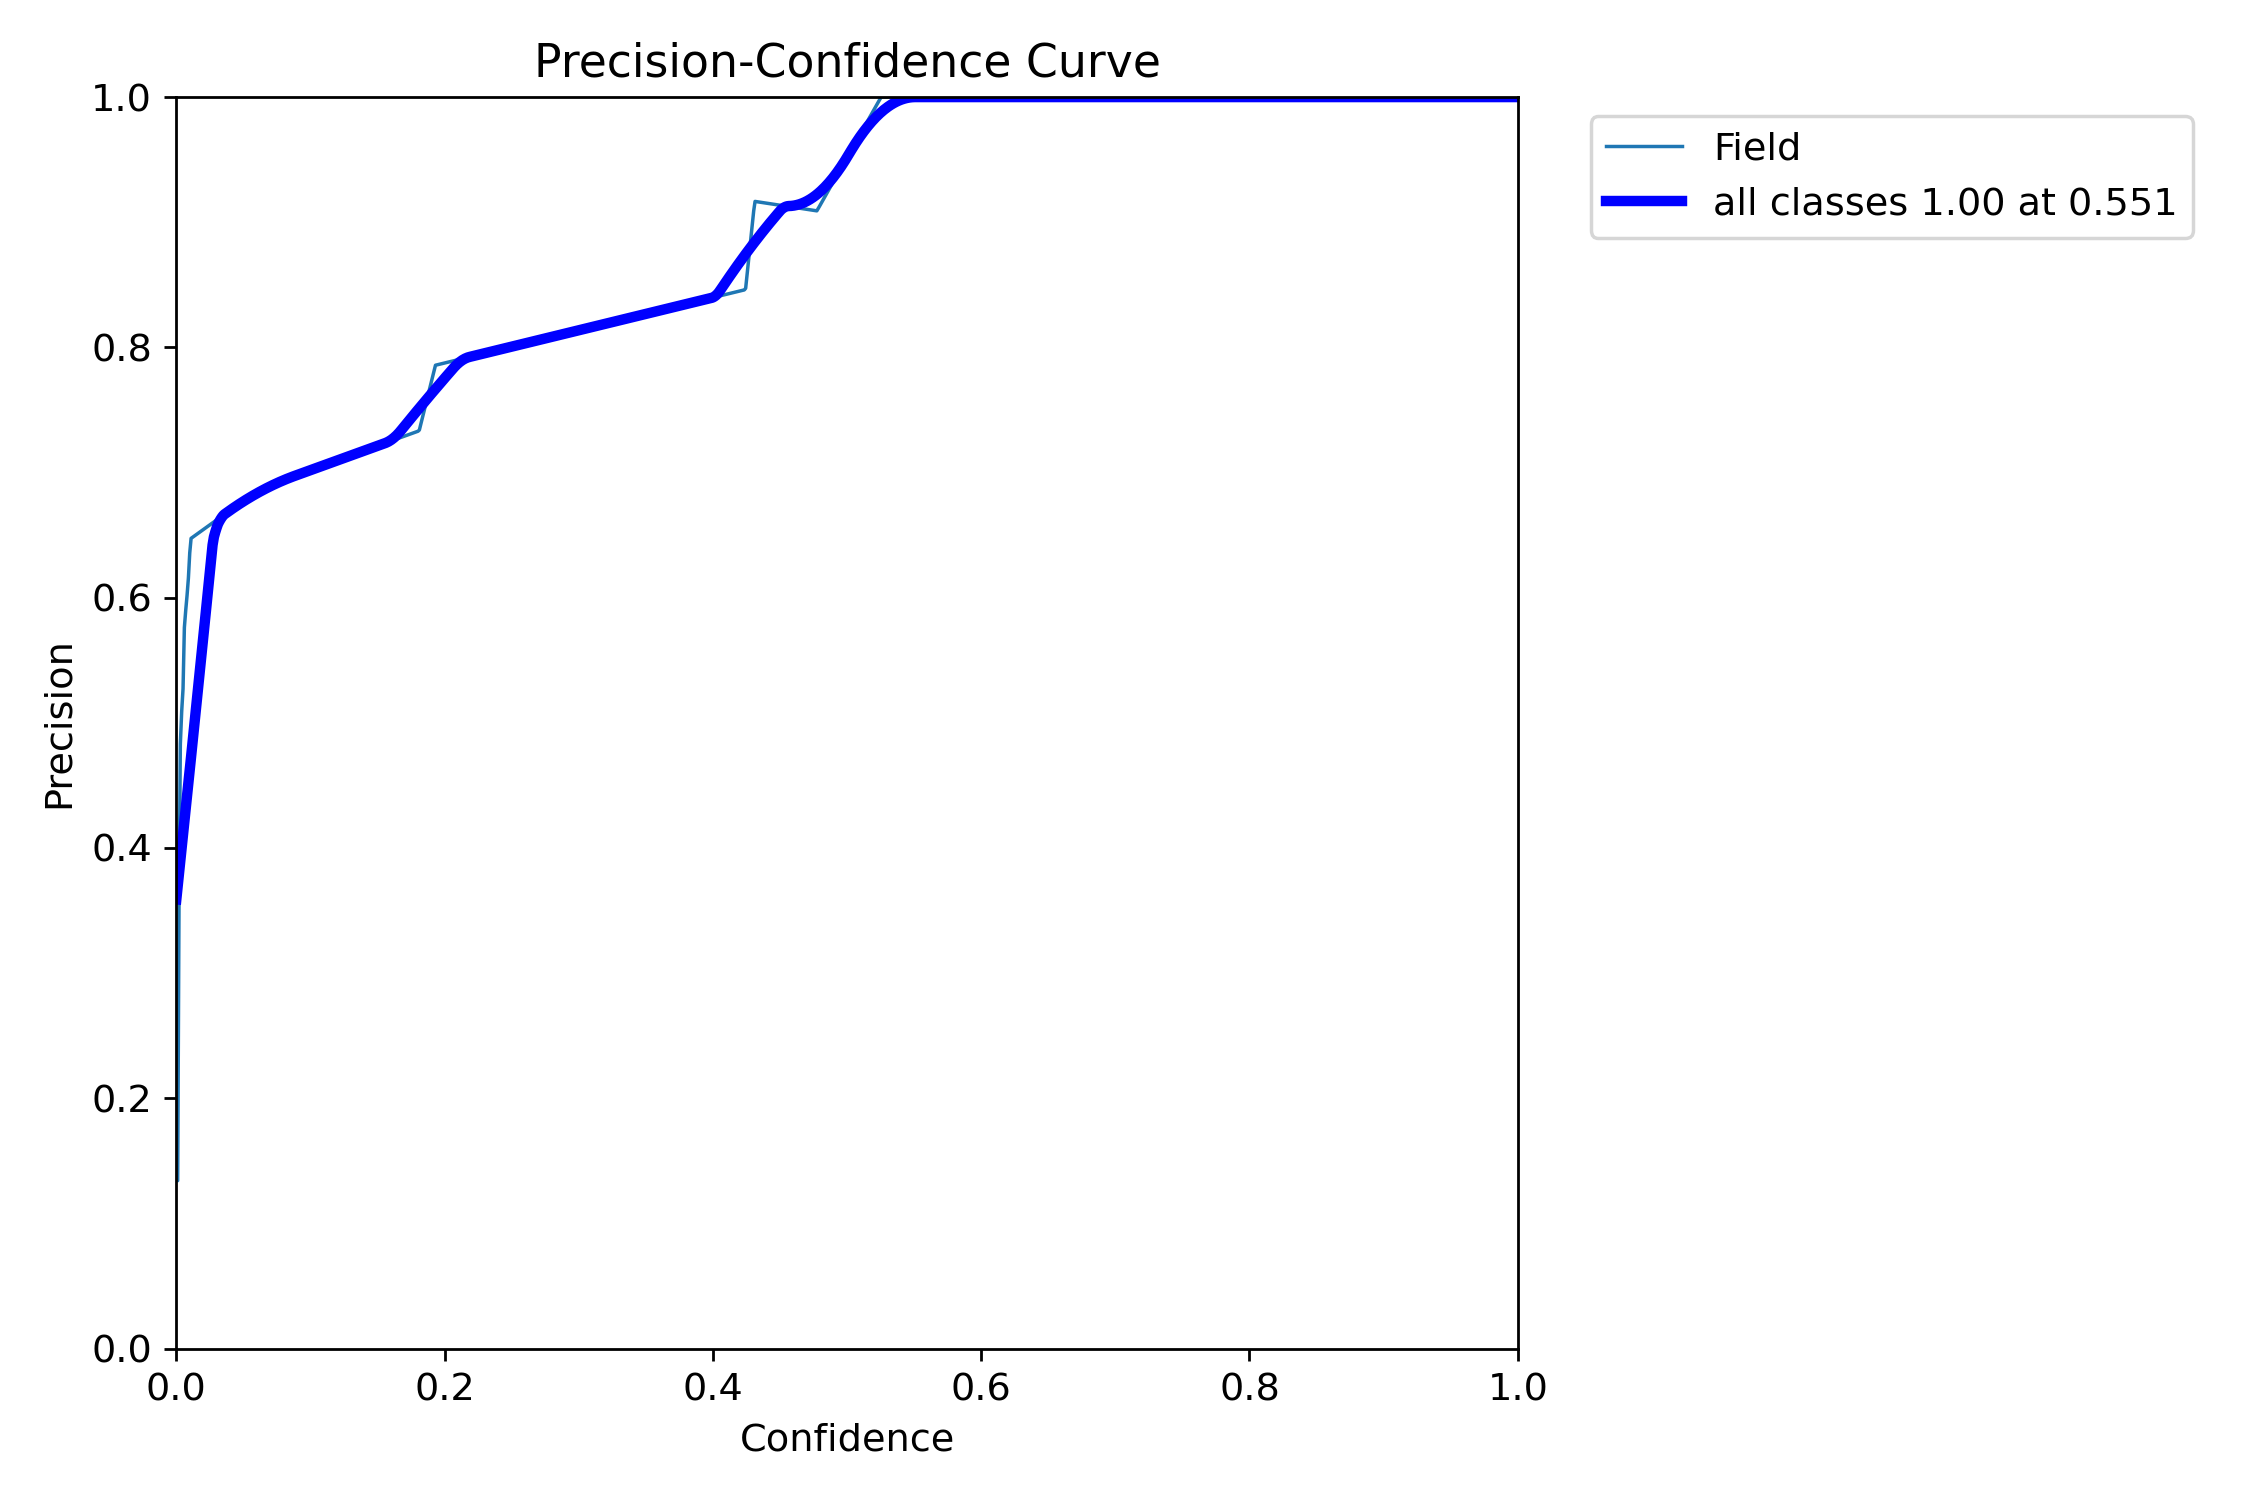 Precision-Confidence Curve
1.0
0.8
0.6
0.4
0.2
0.0
Precision
0.0 0.2 0.4 0.6 0.8 1.0
Confidence
Field
all classes 1.00 at 0.551